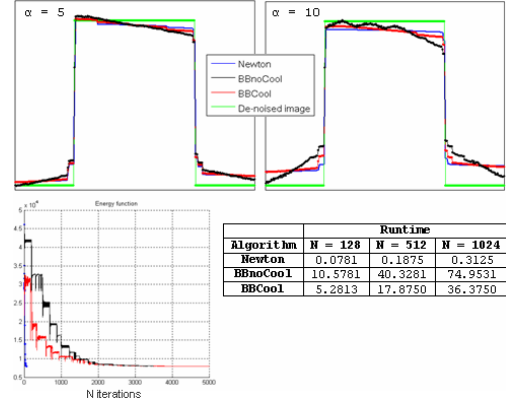 α = 5
α = 10
Newton
BBnoCool
BBCool
De-noised image
Energy function
x 10⁴
5
4.5
4
3.5
3
2.5
2
1.5
1
0.5
0
1000
2000
3000
4000
5000
N iterations
Runtime
Algorithm N = 128 N = 512 N = 1024
Newton 0.0781 0.1875 0.3125
BBnoCool 10.5781 40.3281 74.9531
BBCool 5.2813 17.8750 36.3750